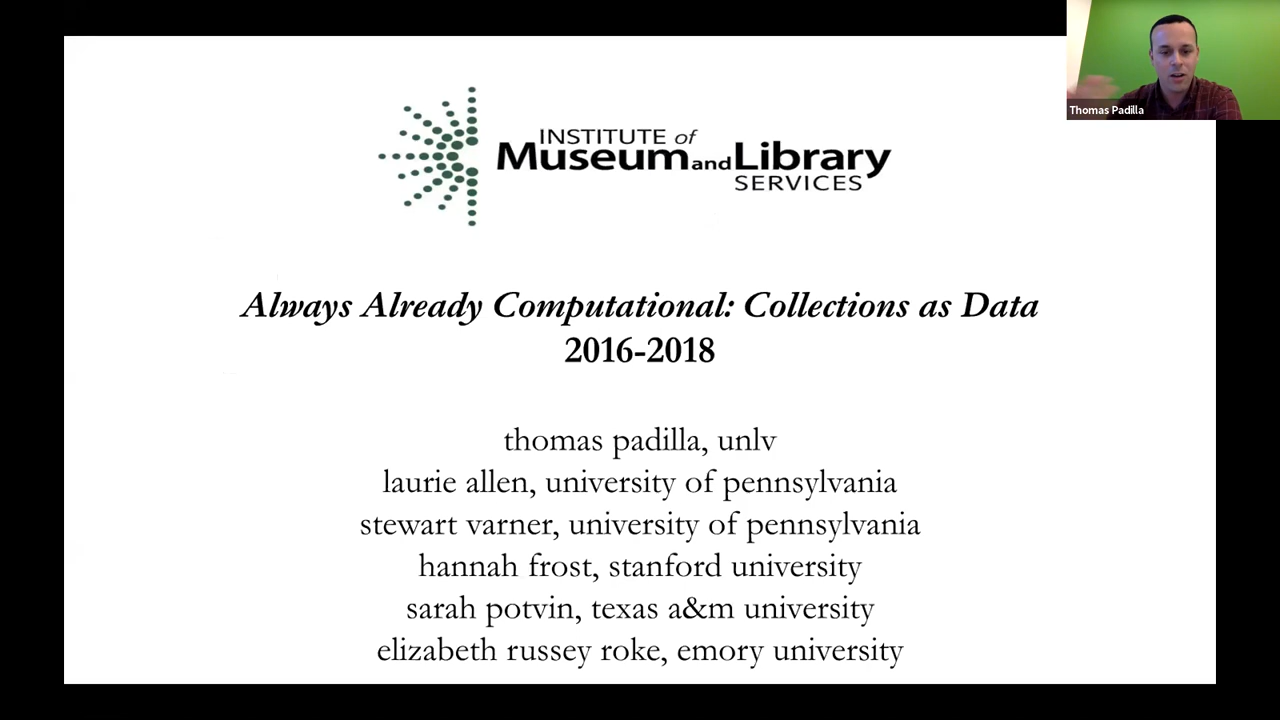 Thomas Padilla
INSTITUTE of
Museum and Library
SERVICES
Always Already Computational: Collections as Data
2016-2018
thomas padilla, unlv
laurie allen, university of pennsylvania
stewart varner, university of pennsylvania
hannah frost, stanford university
sarah potvin, texas a&m university
elizabeth russey roke, emory university